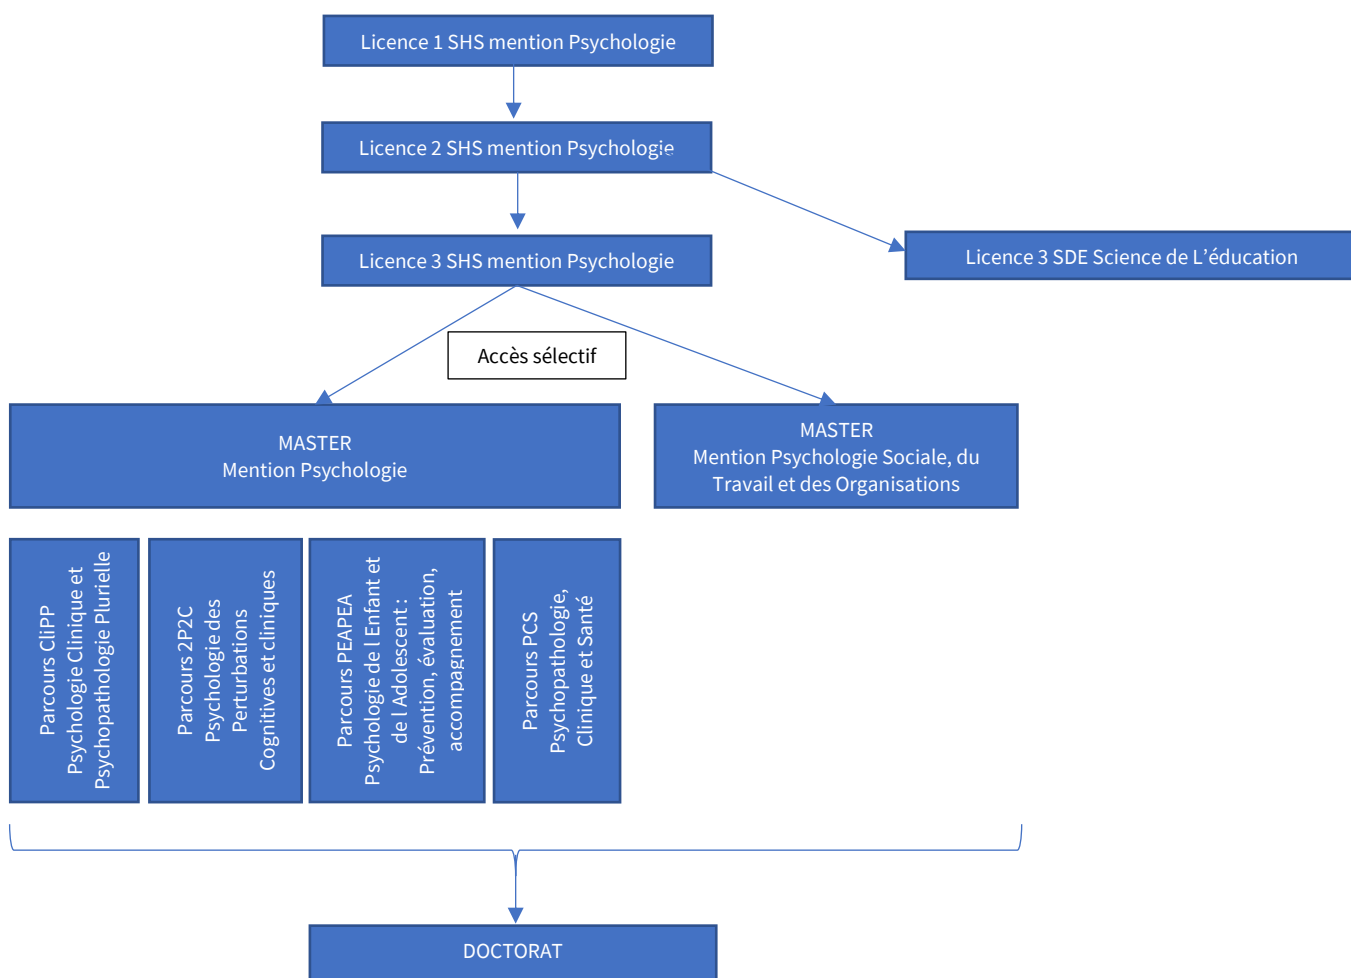 Licence 1 SHS mention Psychologie
Licence 2 SHS mention Psychologie
Licence 3 SHS mention Psychologie
Licence 3 SDE Science de L’éducation
Accès sélectif
MASTER
Mention Psychologie
MASTER
Mention Psychologie Sociale, du
Travail et des Organisations
Parcours CliPP
Psychologie Clinique et
Psychopathologie Plurielle
Parcours 2P2C
Psychologie des
Perturbations
Cognitives et cliniques
Parcours PEAPEA
Psychologie de l Enfant et
de l Adolescent :
Prévention, évaluation,
accompagnement
Parcours PCS
Psychopathologie,
Clinique et Santé
DOCTORAT